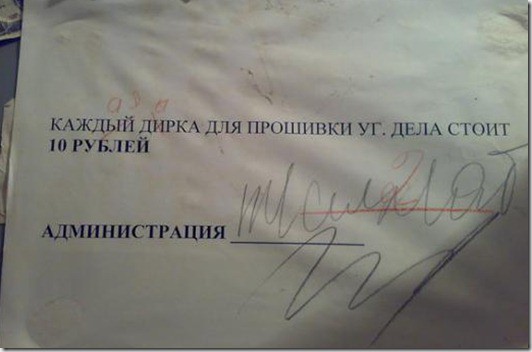 а я ы
КАЖДЫЙ ДИРКА ДЛЯ ПРОШИВКИ УГ. ДЕЛА СТОИТ
10 РУБЛЕЙ
АДМИНИСТРАЦИЯ